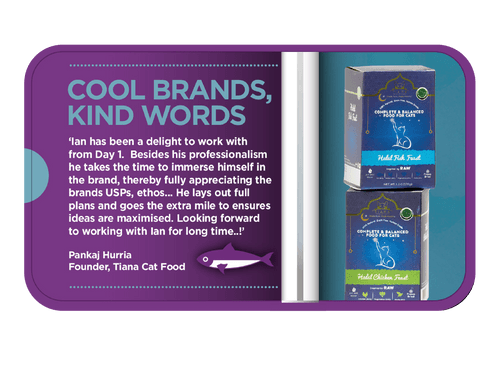 COOL BRANDS,
KIND WORDS
‘Ian has been a delight to work with
from Day 1.  Besides his professionalism
he takes the time to immerse himself in
the brand, thereby fully appreciating the
brands USPs, ethos... He lays out full
plans and goes the extra mile to ensures
ideas are maximised. Looking forward
to working with Ian for long time..!’
Pankaj Hurria
Founder, Tiana Cat Food
COMPLETE & BALANCED
FOOD FOR CATS
Halal Fish Feast
COMPLETE & BALANCED
FOOD FOR CATS
Halal Chicken Feast